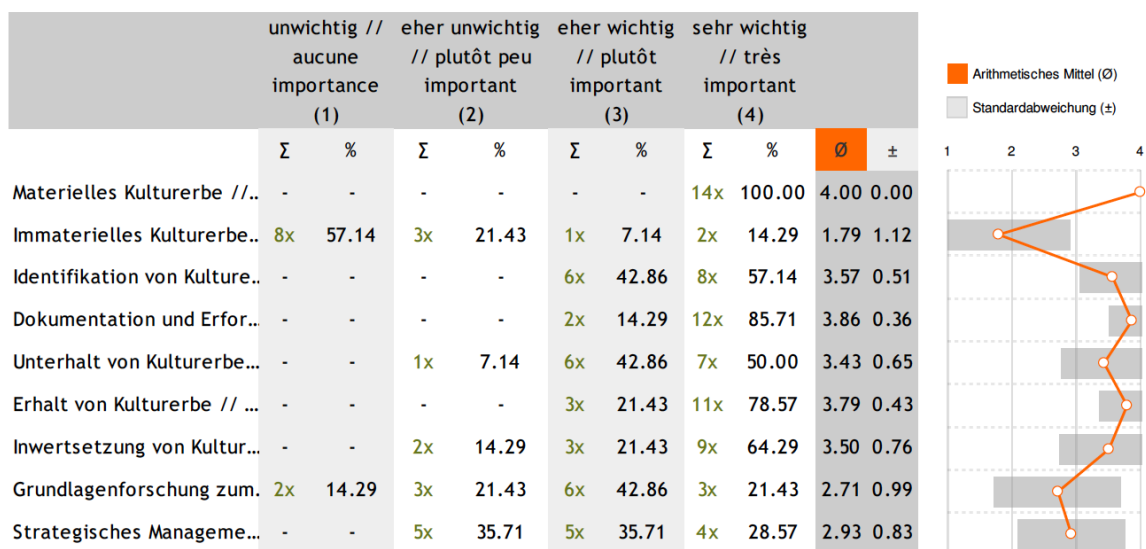 unwichtig // eher unwichtig eher wichtig sehr wichtig
aucune // plutôt peu // plutôt // très
importance important important important
(1) (2) (3) (4)
Arithmetisches Mittel (Ø)
Standardabweichung (±)
Σ % Σ % Σ % Σ % Ø ± 1 2 3 4
Materielles Kulturerbe //… - - - - - - 14x 100.00 4.00 0.00
Immaterielles Kulturerbe… 8x 57.14 3x 21.43 1x 7.14 2x 14.29 1.79 1.12
Identifikation von Kulture… - - - - 6x 42.86 8x 57.14 3.57 0.51
Dokumentation und Erfor… - - - - 2x 14.29 12x 85.71 3.86 0.36
Unterhalt von Kulturerbe… - - 1x 7.14 6x 42.86 7x 50.00 3.43 0.65
Erhalt von Kulturerbe // … - - - - 3x 21.43 11x 78.57 3.79 0.43
Inwertsetzung von Kultur… - - 2x 14.29 3x 21.43 9x 64.29 3.50 0.76
Grundlagenforschung zum. 2x 14.29 3x 21.43 6x 42.86 3x 21.43 2.71 0.99
Strategisches Manageme… - - 5x 35.71 5x 35.71 4x 28.57 2.93 0.83